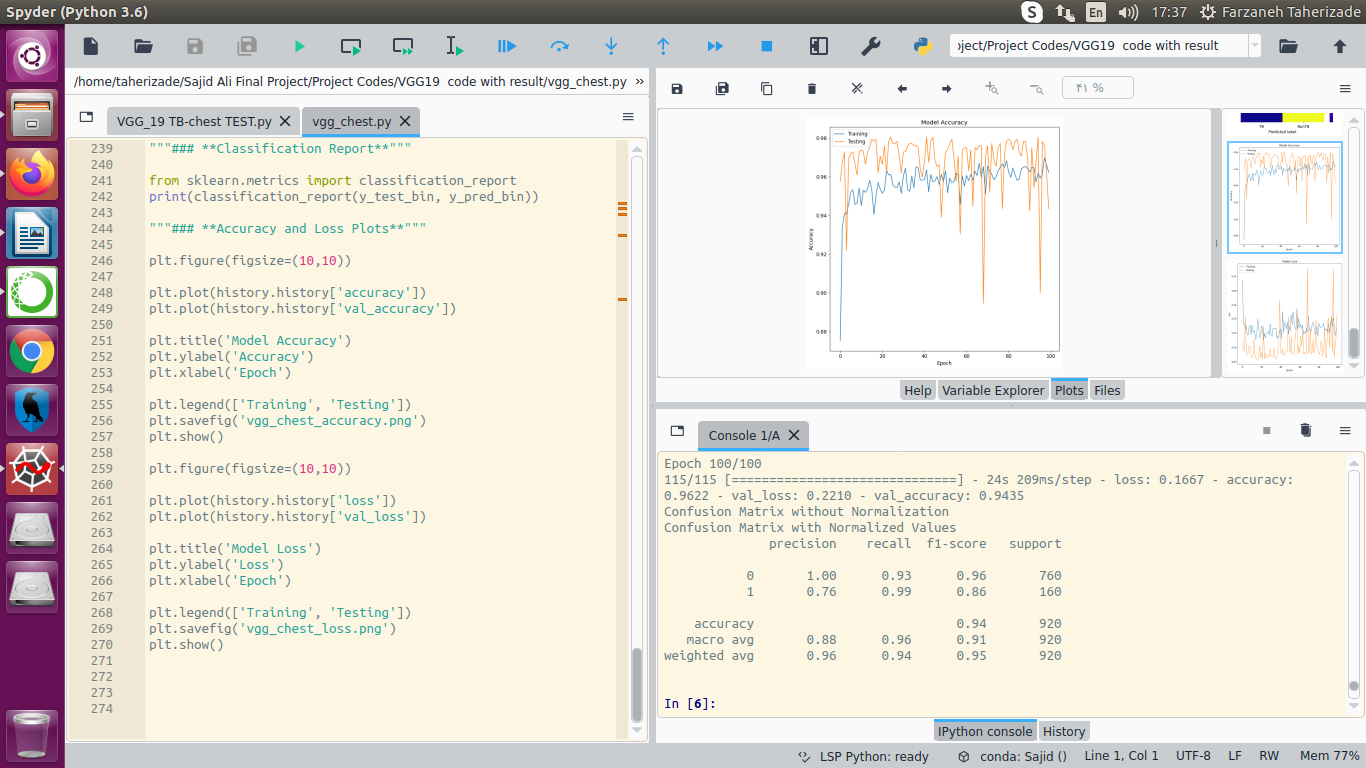 Spyder (Python 3.6)
En
17:37
Farzaneh Taherizade
ɔject/Project Codes/VGG19 code with result
/home/taherizade/Sajid Ali Final Project/Project Codes/VGG19 code with result/vgg_chest.py
VGG_19 TB-chest TEST.py
vgg_chest.py
239 """### **Classification Report**"""
240
241 from sklearn.metrics import classification_report
242 print(classification_report(y_test_bin, y_pred_bin))
243
244 """### **Accuracy and Loss Plots**"""
245
246 plt.figure(figsize=(10,10))
247
248 plt.plot(history.history['accuracy'])
249 plt.plot(history.history['val_accuracy'])
250
251 plt.title('Model Accuracy')
252 plt.ylabel('Accuracy')
253 plt.xlabel('Epoch')
254
255 plt.legend(['Training', 'Testing'])
256 plt.savefig('vgg_chest_accuracy.png')
257 plt.show()
258
259 plt.figure(figsize=(10,10))
260
261 plt.plot(history.history['loss'])
262 plt.plot(history.history['val_loss'])
263
264 plt.title('Model Loss')
265 plt.ylabel('Loss')
266 plt.xlabel('Epoch')
267
268 plt.legend(['Training', 'Testing'])
269 plt.savefig('vgg_chest_loss.png')
270 plt.show()
271
272
273
274
۴۱ %
Model Accuracy
Training
Testing
0.98
0.96
0.94
0.92
0.90
0.88
Accuracy
0 20 40 60 80 100
Epoch
Predicted label
Help Variable Explorer Plots Files
Console 1/A
Epoch 100/100
115/115 [==============================] - 24s 209ms/step - loss: 0.1667 - accuracy:
0.9622 - val_loss: 0.2210 - val_accuracy: 0.9435
Confusion Matrix without Normalization
Confusion Matrix with Normalized Values
precision recall f1-score support
0 1.00 0.93 0.96 760
1 0.76 0.99 0.86 160
accuracy 0.94 920
macro avg 0.88 0.96 0.91 920
weighted avg 0.96 0.94 0.95 920
In [6]:
IPython console History
LSP Python: ready
conda: Sajid ()
Line 1, Col 1
UTF-8
LF
RW
Mem 77%